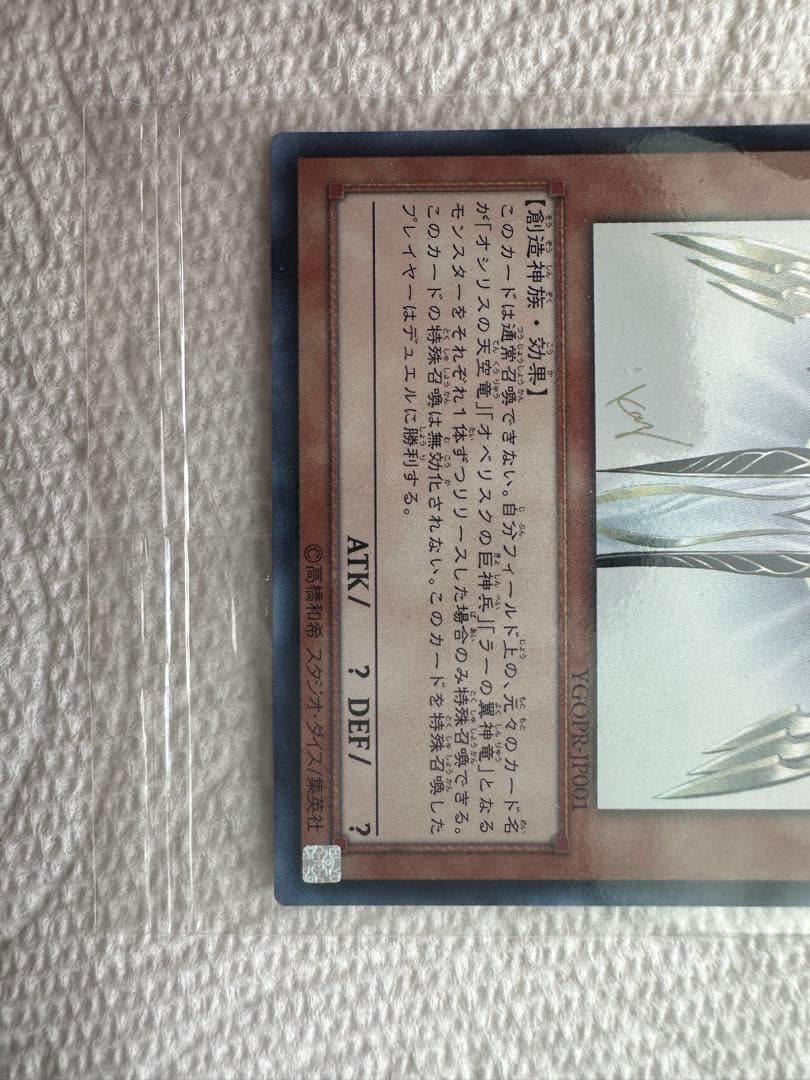 YGOPR-JP001
【創造神族・効果】
このカードは通常召喚できない。自分フィールド上の、元々のカード名
が「オシリスの天空竜」「オベリスクの巨神兵」「ラーの翼神竜」となる
モンスターをそれぞれ1体ずつリリースした場合のみ特殊召喚できる。
このカードの特殊召喚は無効化されない。このカードを特殊召喚した
プレイヤーはデュエルに勝利する。
ATK/ ? DEF/ ?
©高橋和希 スタジオ・ダイス/集英社